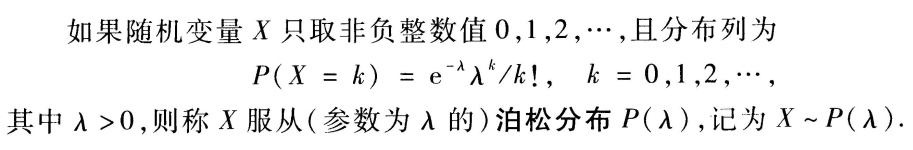 如果随机变量 X 只取非负整数值 0,1,2,⋯,且分布列为
P(X = k) = e^{-λ}λ^k/k!, k = 0,1,2,⋯,
其中 λ>0,则称 X 服从(参数为 λ 的)泊松分布 P(λ),记为 X ~ P(λ).